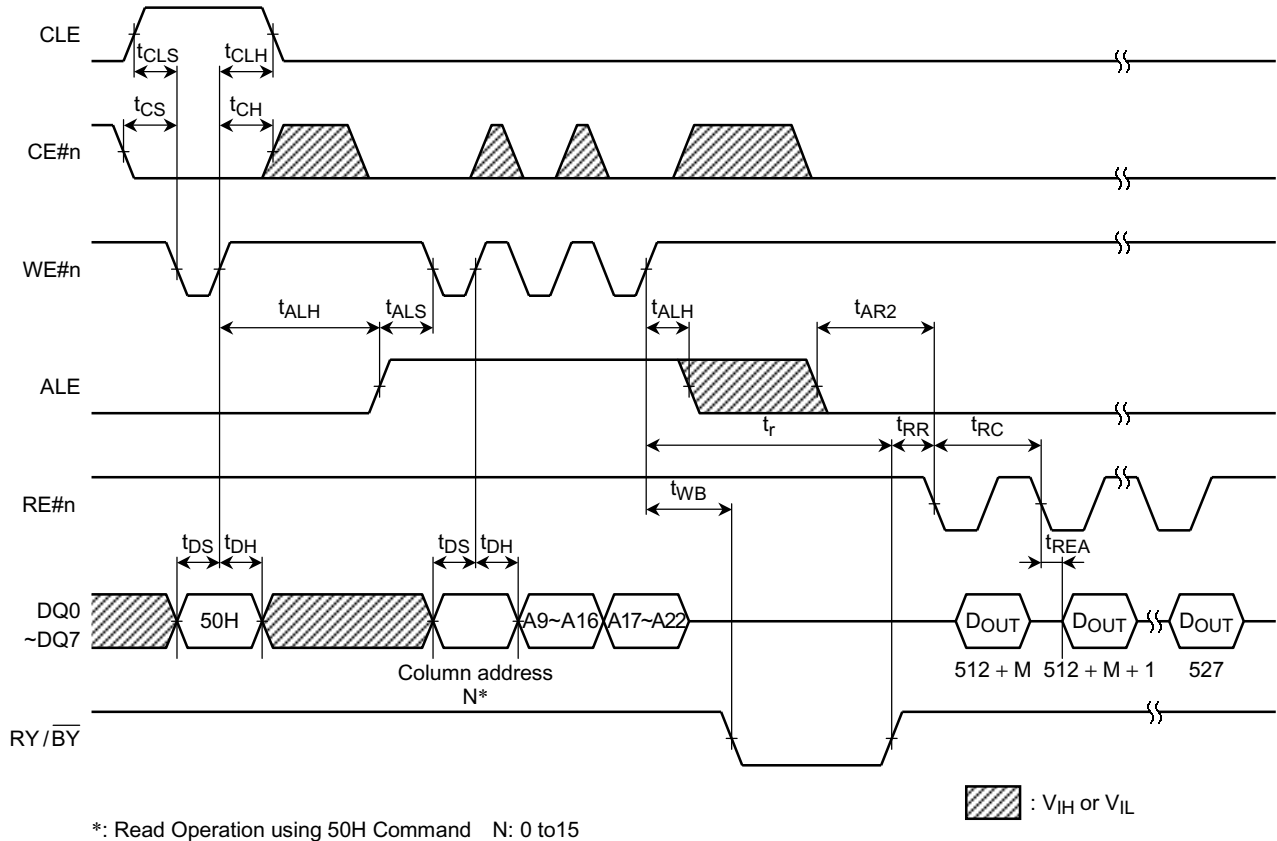 CLE
tCLS
tCLH
tCS
tCH
CE#n
WE#n
tALH
tALS
tALH
tAR2
ALE
tr
tRR
tRC
RE#n
tWB
tDS
tDH
tDS
tDH
tREA
DQ0
~DQ7
50H
A9~A16
A17~A22
DOUT
DOUT
DOUT
Column address
N*
512 + M
512 + M + 1
527
RY/BY
: VIH or VIL
*: Read Operation using 50H Command N: 0 to15